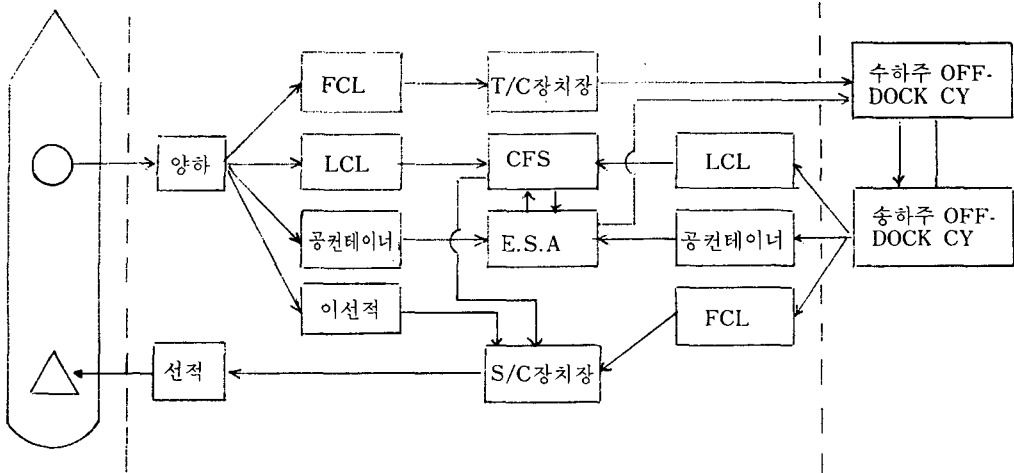 FCL
T/C장치장
수하주 OFF-
DOCK CY
양하
LCL
CFS
LCL
공컨테이너
E.S.A
공컨테이너
송하주 OFF-
DOCK CY
이선적
FCL
선적
S/C장치장